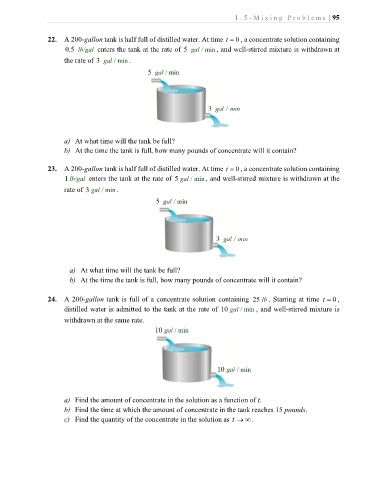 1.5-Mixing Problems | 95
22. A 200-gallon tank is half full of distilled water. At time t = 0, a concentrate solution containing
0.5 lb/gal enters the tank at the rate of 5 gal / min, and well-stirred mixture is withdrawn at
the rate of 3 gal / min.
5 gal / min
3 gal / min
a) At what time will the tank be full?
b) At the time the tank is full, how many pounds of concentrate will it contain?
23. A 200-gallon tank is half full of distilled water. At time t = 0, a concentrate solution containing
1 lb/gal enters the tank at the rate of 5 gal / min, and well-stirred mixture is withdrawn at the
rate of 3 gal / min.
5 gal / min
3 gal / min
a) At what time will the tank be full?
b) At the time the tank is full, how many pounds of concentrate will it contain?
24. A 200-gallon tank is full of a concentrate solution containing 25 lb. Starting at time t = 0,
distilled water is admitted to the tank at the rate of 10 gal / min, and well-stirred mixture is
withdrawn at the same rate.
10 gal / min
10 gal / min
a) Find the amount of concentrate in the solution as a function of t.
b) Find the time at which the amount of concentrate in the tank reaches 15 pounds.
c) Find the quantity of the concentrate in the solution as t → ∞.